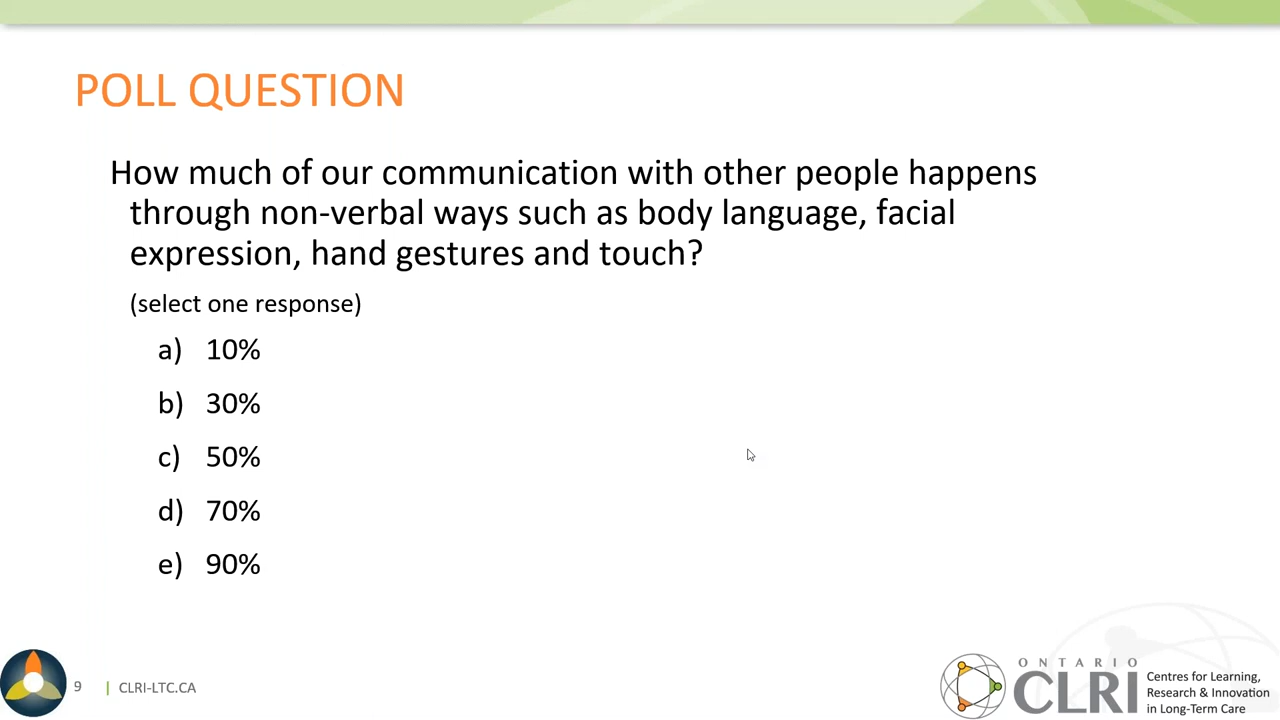 POLL QUESTION
How much of our communication with other people happens
through non-verbal ways such as body language, facial
expression, hand gestures and touch?
(select one response)
a) 10%
b) 30%
c) 50%
d) 70%
e) 90%
9 | CLRI-LTC.CA
ONTARIO
CLRI
Centres for Learning,
Research & Innovation
in Long-Term Care